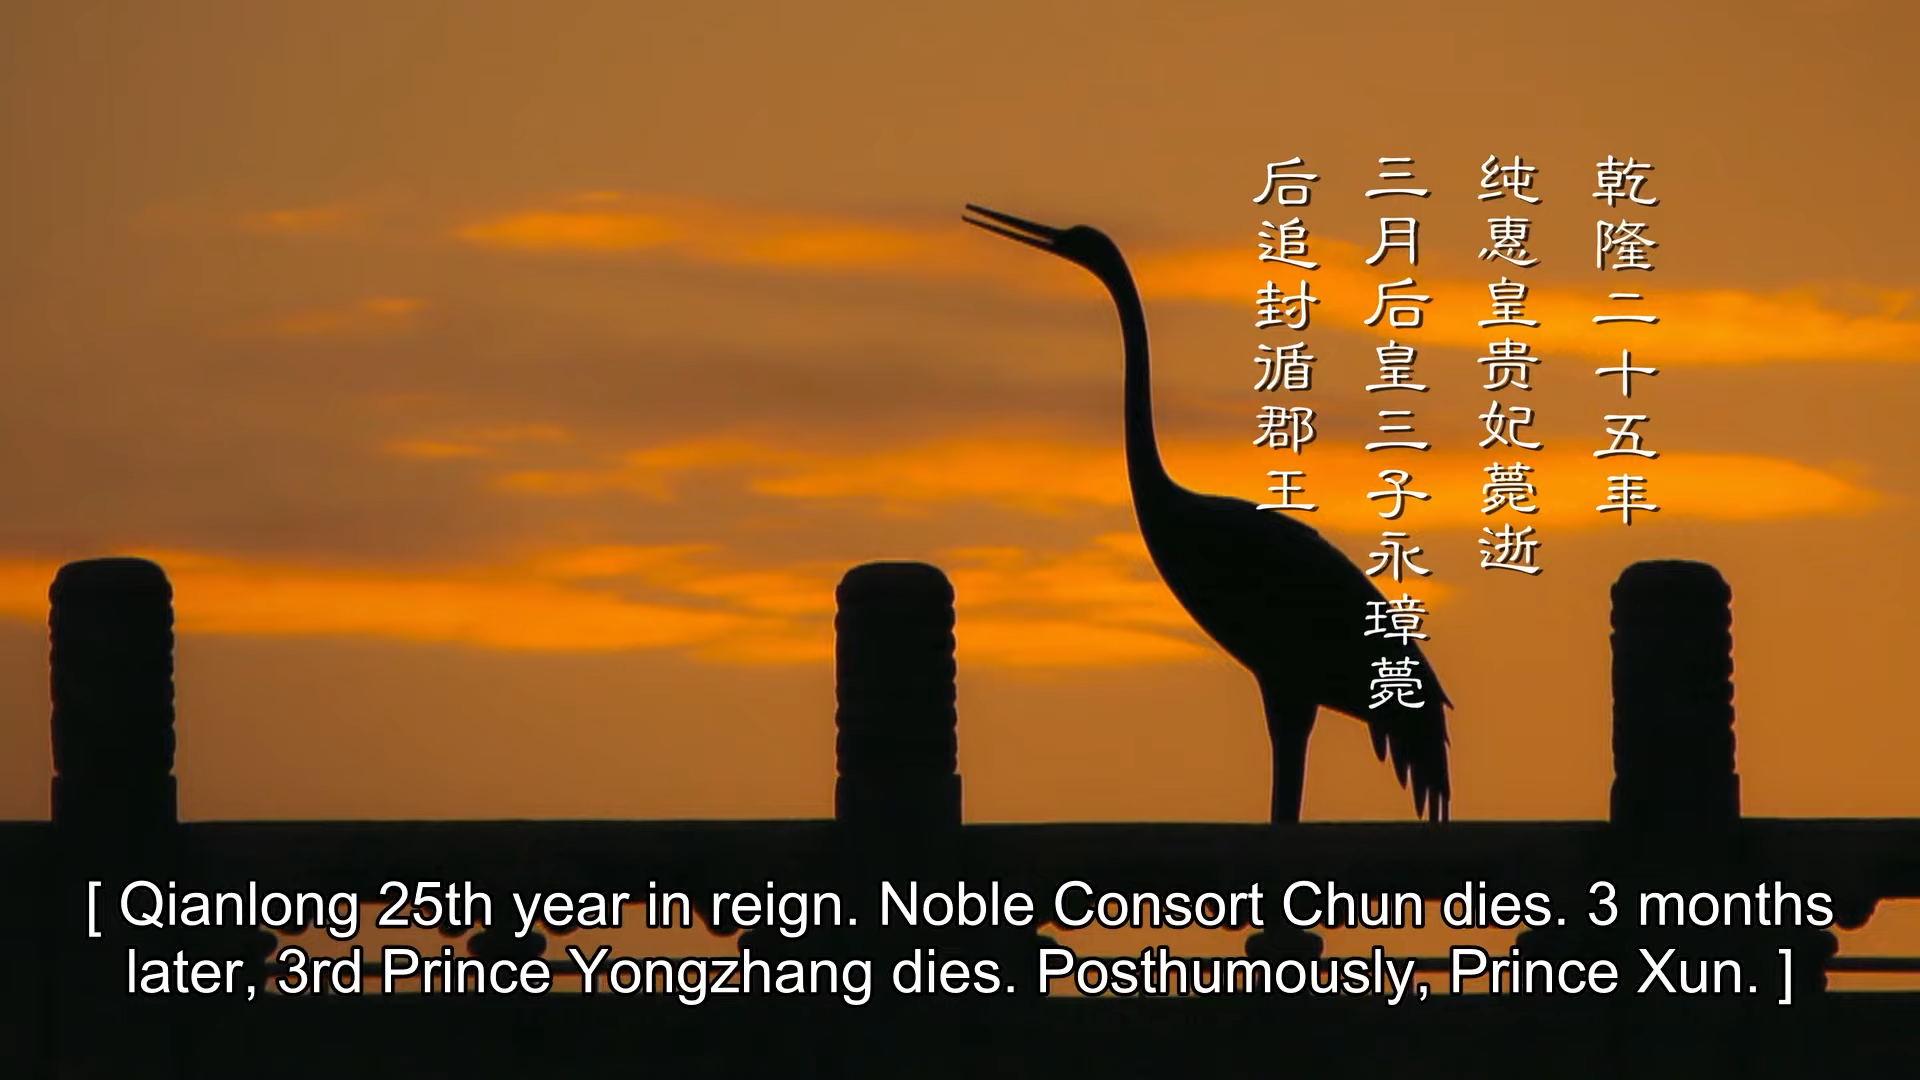 乾隆二十五年
纯惠皇贵妃薨逝
三月后皇三子永璋薨
后追封循郡王
[ Qianlong 25th year in reign. Noble Consort Chun dies. 3 months
later, 3rd Prince Yongzhang dies. Posthumously, Prince Xun. ]